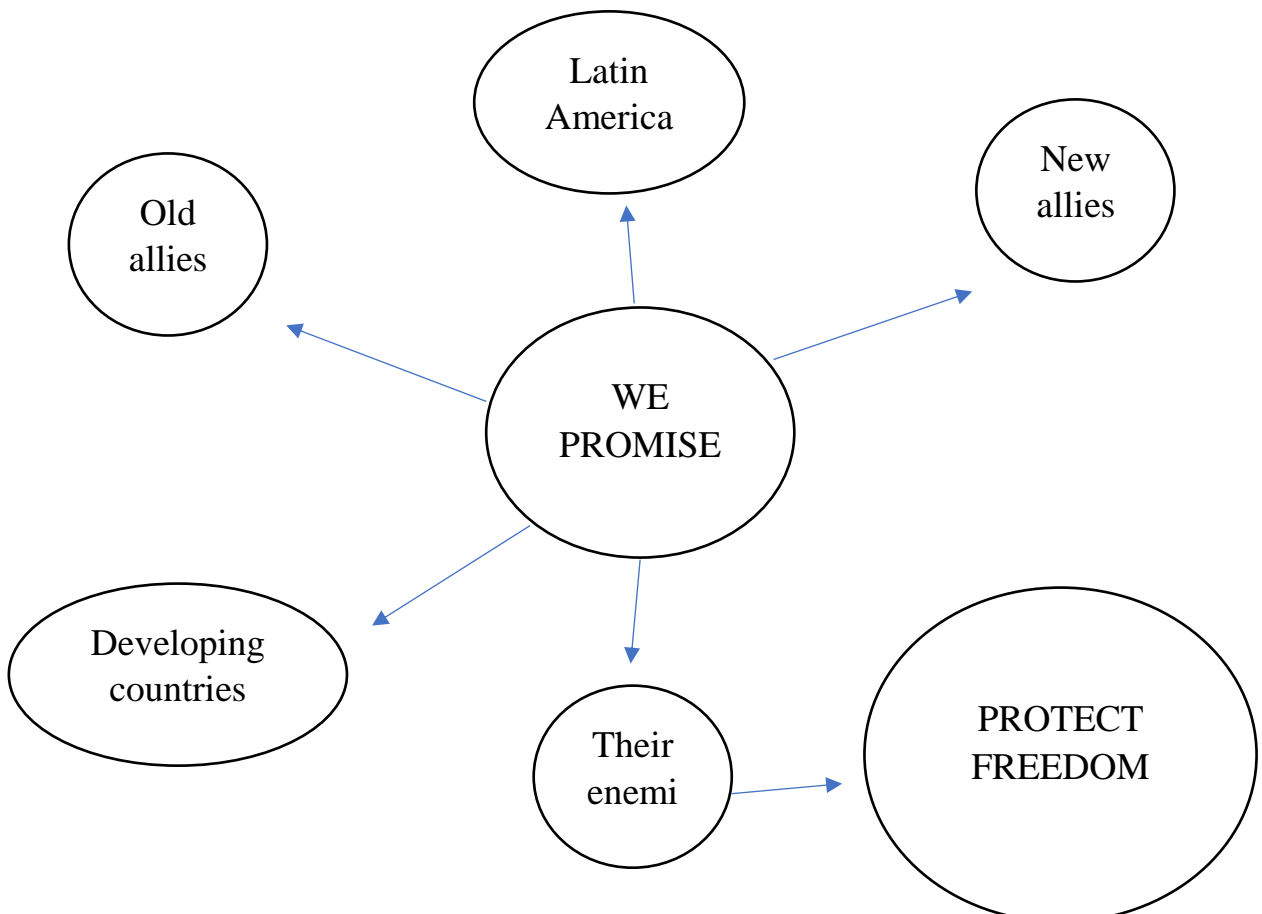 Latin
America
New
allies
Old
allies
WE
PROMISE
Developing
countries
Their
enemi
PROTECT
FREEDOM